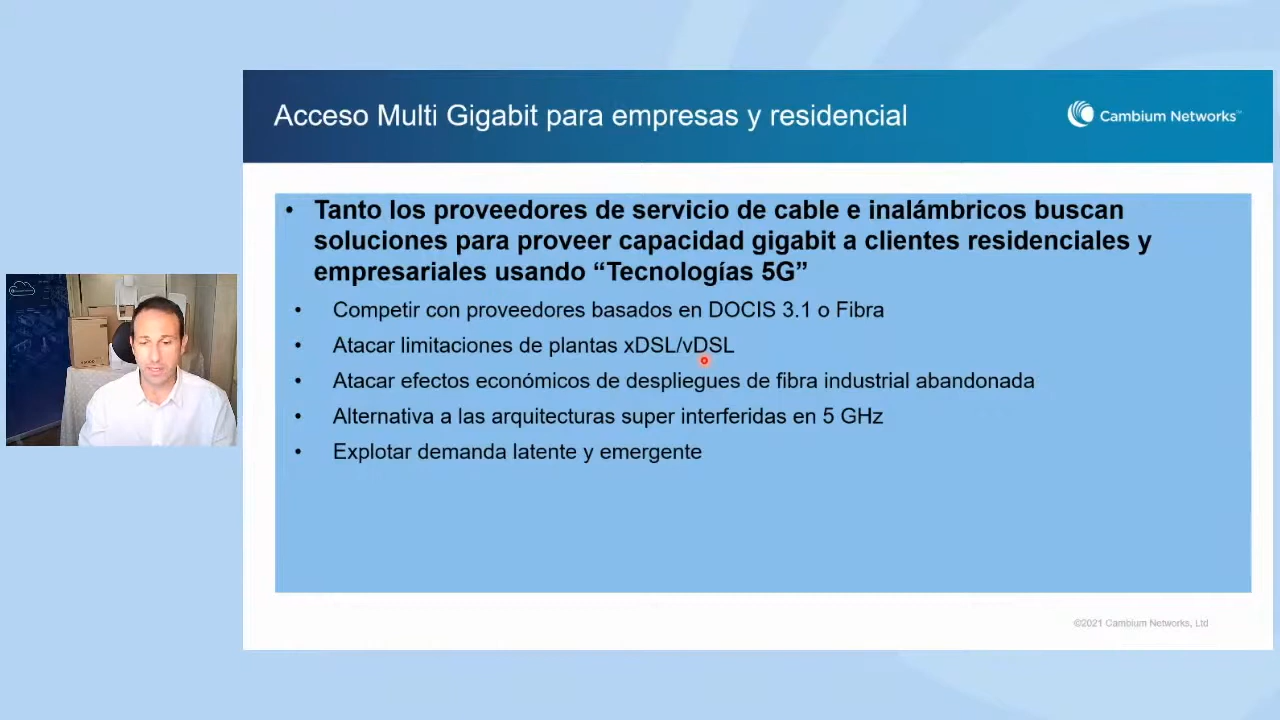 Acceso Multi Gigabit para empresas y residencial
Cambium Networks™
• Tanto los proveedores de servicio de cable e inalámbricos buscan
soluciones para proveer capacidad gigabit a clientes residenciales y
empresariales usando “Tecnologías 5G”
• Competir con proveedores basados en DOCIS 3.1 o Fibra
• Atacar limitaciones de plantas xDSL/vDSL
• Atacar efectos económicos de despliegues de fibra industrial abandonada
• Alternativa a las arquitecturas super interferidas en 5 GHz
• Explotar demanda latente y emergente
©2021 Cambium Networks, Ltd